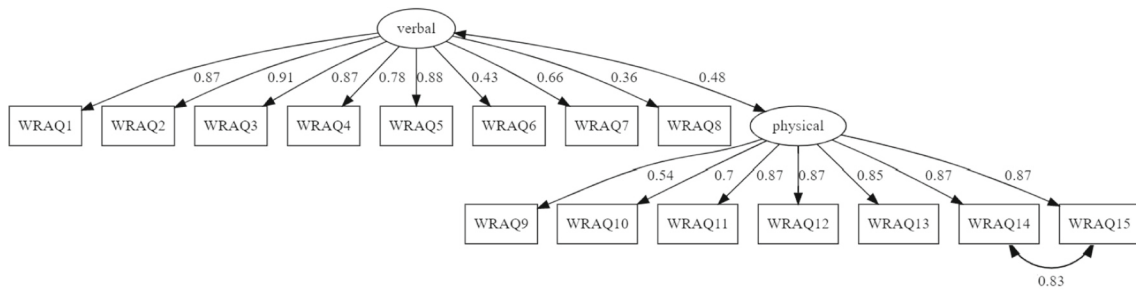 verbal
0.87 0.91 0.87 0.78 0.88 0.43 0.66 0.36 0.48
WRAQ1 WRAQ2 WRAQ3 WRAQ4 WRAQ5 WRAQ6 WRAQ7 WRAQ8 physical
0.54 0.7 0.87 0.87 0.85 0.87 0.87
WRAQ9 WRAQ10 WRAQ11 WRAQ12 WRAQ13 WRAQ14 WRAQ15
0.83